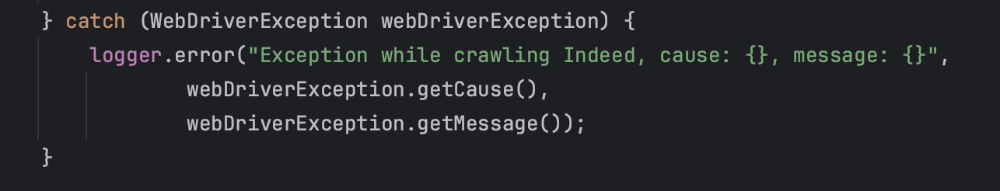 } catch (WebDriverException webDriverException) {
logger.error("Exception while crawling Indeed, cause: {}, message: {}",
webDriverException.getCause(),
webDriverException.getMessage());
}